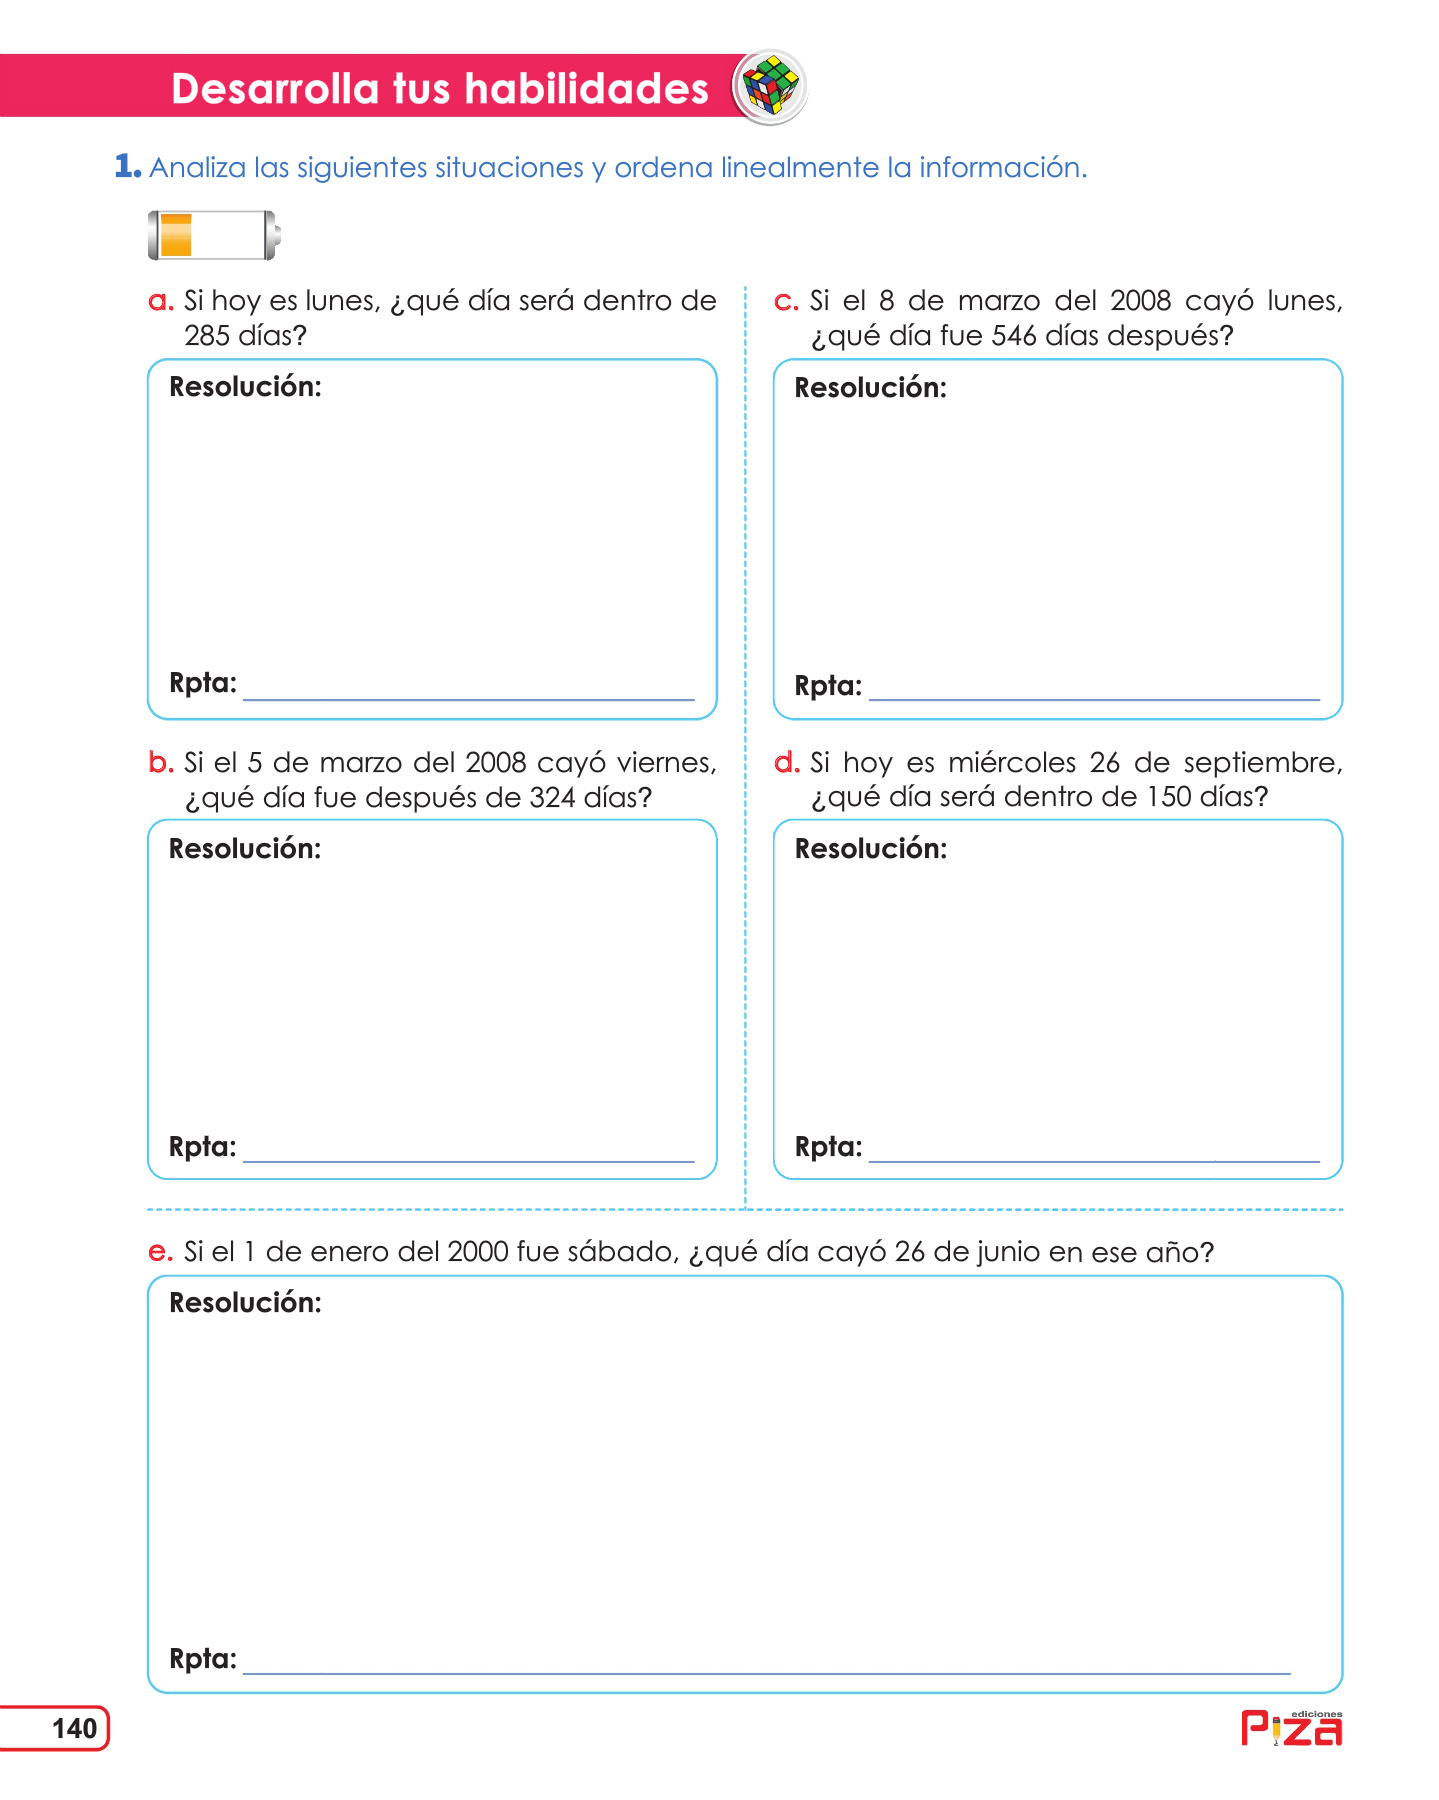 Desarrolla tus habilidades
1. Analiza las siguientes situaciones y ordena linealmente la información.
a. Si hoy es lunes, ¿qué día será dentro de
285 días?
Resolución:
Rpta:
b. Si el 5 de marzo del 2008 cayó viernes,
¿qué día fue después de 324 días?
Resolución:
Rpta:
c. Si el 8 de marzo del 2008 cayó lunes,
¿qué día fue 546 días después?
Resolución:
Rpta:
d. Si hoy es miércoles 26 de septiembre,
¿qué día será dentro de 150 días?
Resolución:
Rpta:
e. Si el 1 de enero del 2000 fue sábado, ¿qué día cayó 26 de junio en ese año?
Resolución:
Rpta:
140
ediciones
Piza